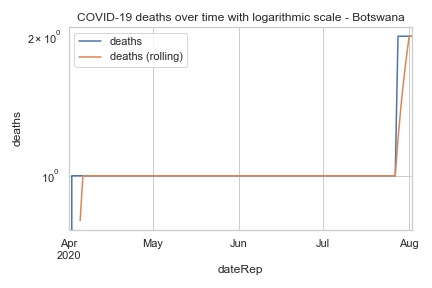 COVID-19 deaths over time with logarithmic scale - Botswana
2 × 10⁰
deaths
deaths (rolling)
deaths
10⁰
Apr May Jun Jul Aug
2020
dateRep